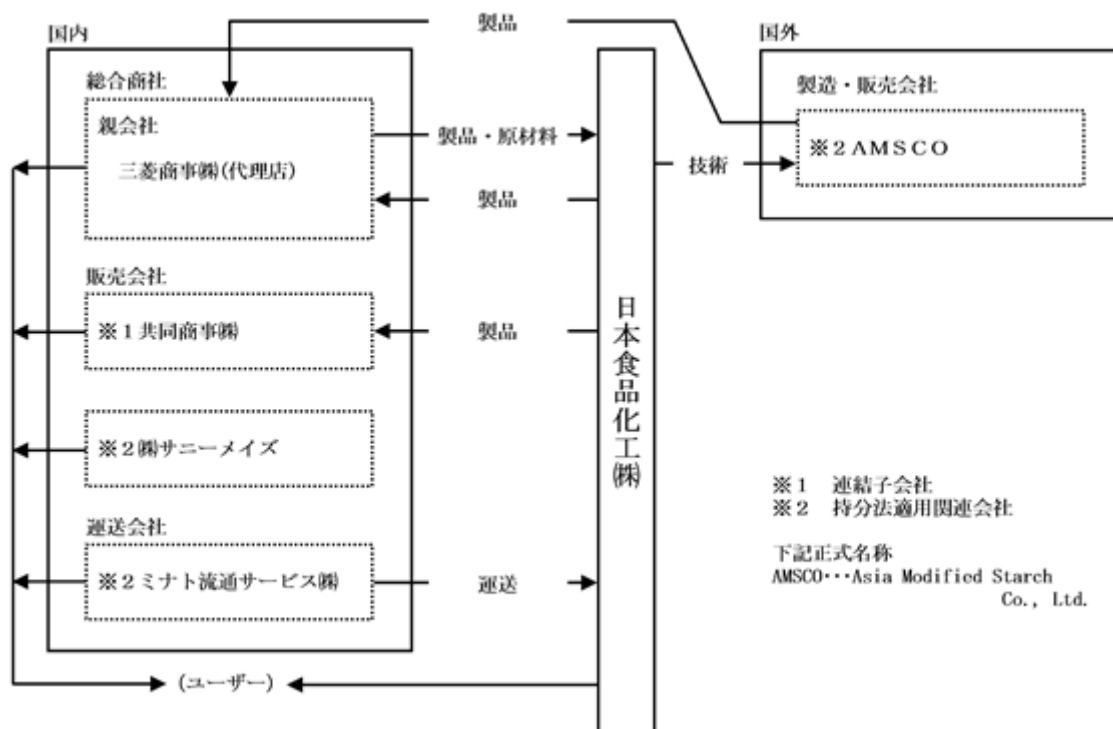 製品
国内
国外
総合商社
製造・販売会社
親会社
製品・原材料
※2AMSCO
三菱商事㈱(代理店)
技術
製品
販売会社
※1共同商事㈱
製品
日本食品化工㈱
※2㈱サニーメイズ
※1 連結子会社
※2 持分法適用関連会社
運送会社
下記正式名称
※2ミナト流通サービス㈱
運送
AMSCO・・・Asia Modified Starch
Co., Ltd.
(ユーザー)